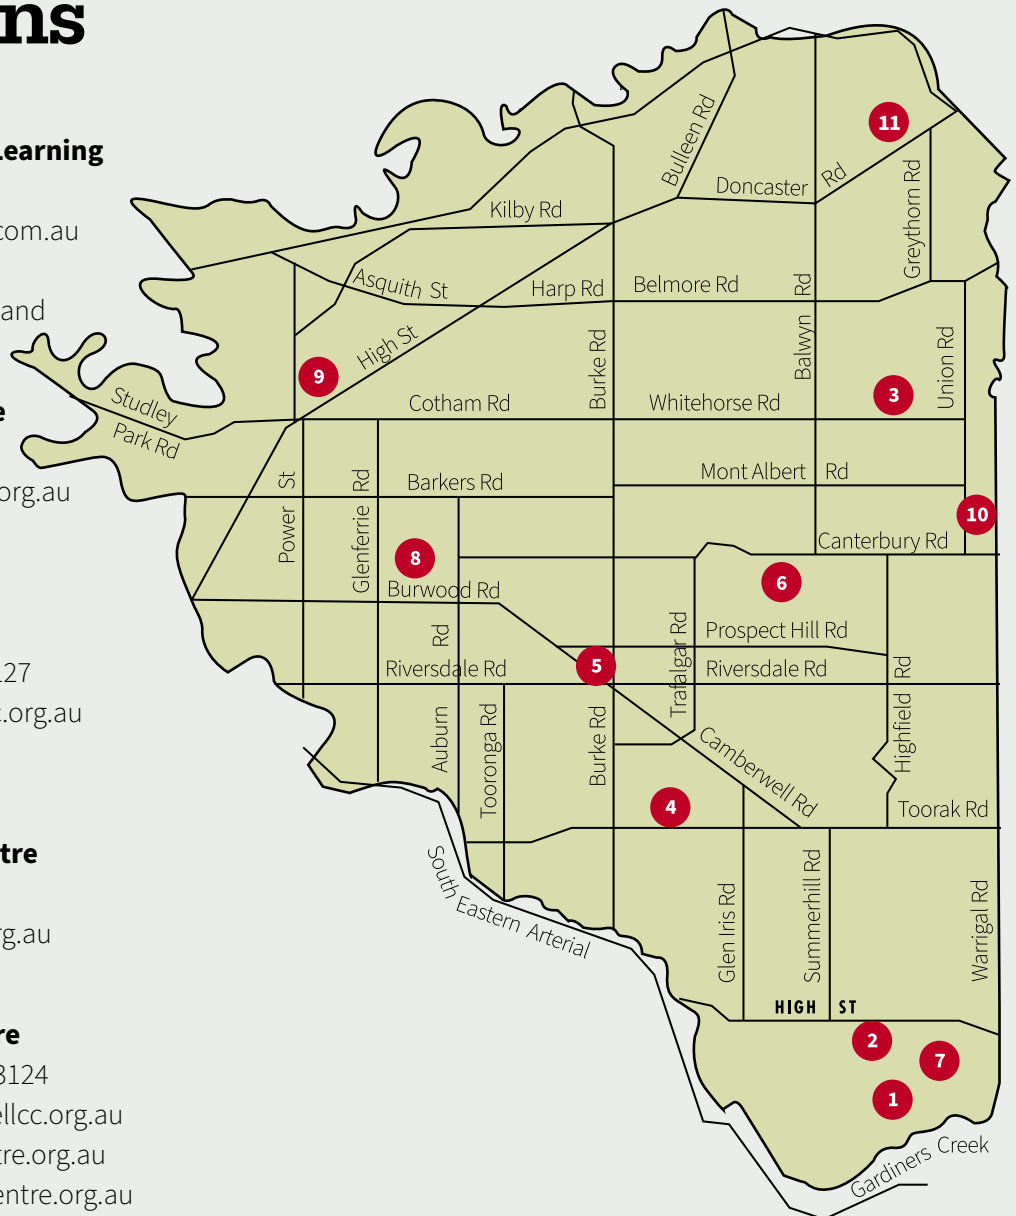 ns
Learning
com.au
and
e
org.au
127
c.org.au
tre
rg.au
re
3124
ellcc.org.au
tre.org.au
entre.org.au
11
Bulleen Rd
Doncaster Rd
Greythorn Rd
Kilby Rd
Asquith St
Harp Rd
Belmore Rd
Balwyn Rd
High St
Burke Rd
Union Rd
9
3
Studley
Park Rd
Cotham Rd
Whitehorse Rd
Mont Albert Rd
Power St
Glenferrie Rd
Barkers Rd
10
Canterbury Rd
8
6
Burwood Rd
Prospect Hill Rd
Trafalgar Rd
5
Riversdale Rd
Riversdale Rd
Highfield Rd
Auburn Rd
Tooronga Rd
Burke Rd
Camberwell Rd
4
Toorak Rd
South Eastern Arterial
Glen Iris Rd
Summerhill Rd
Warrigal Rd
HIGH ST
2
7
1
Gardiners Creek